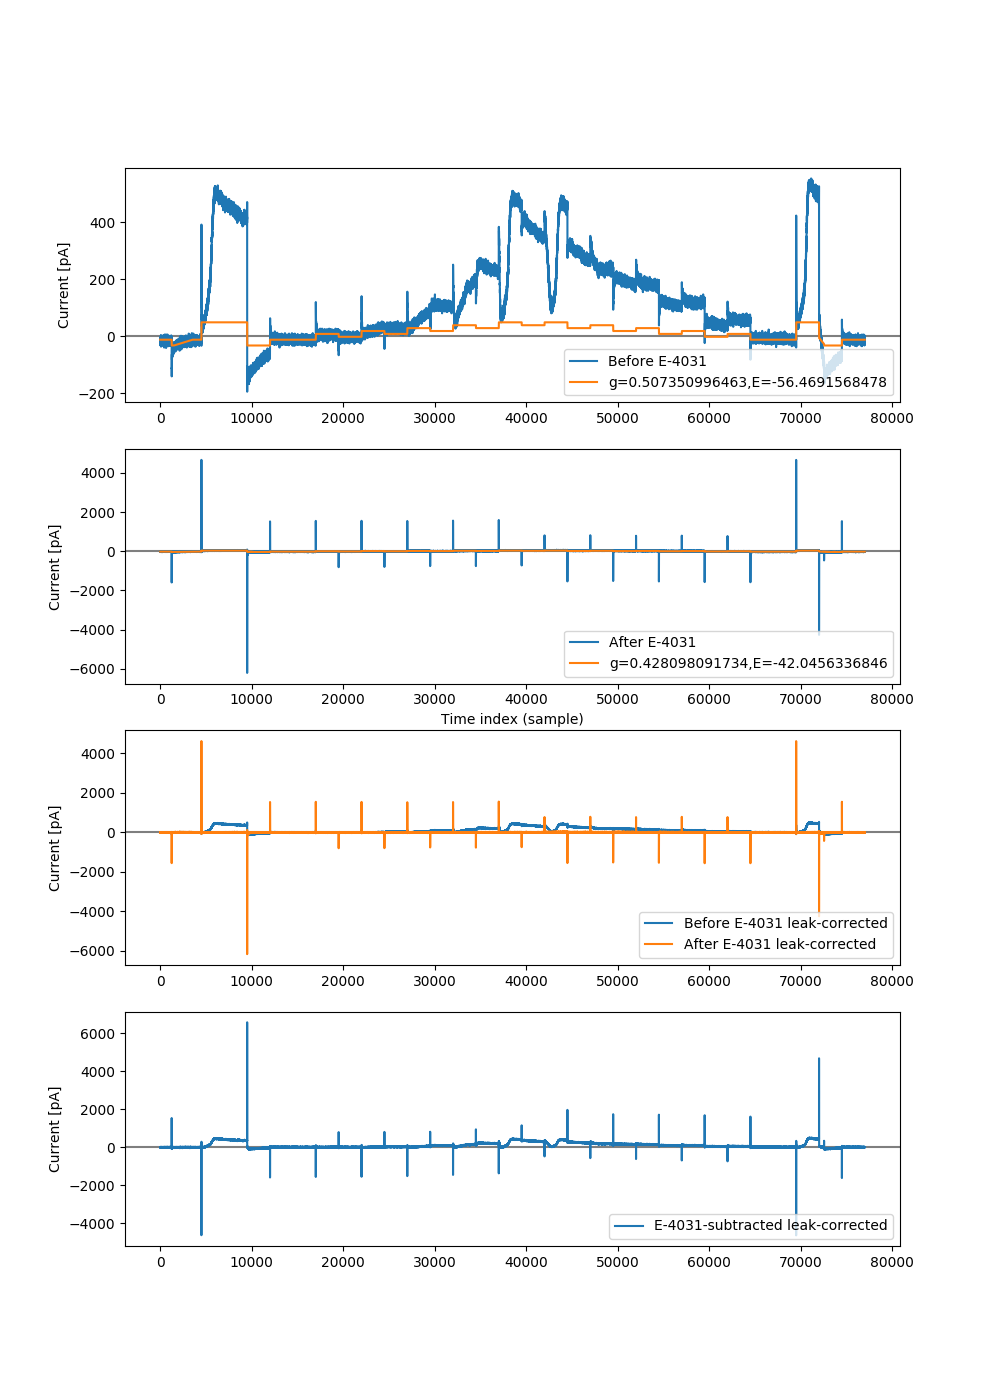 400
200
0
−200
Current [pA]
Before E-4031
g=0.507350996463,E=-56.4691568478
0 10000 20000 30000 40000 50000 60000 70000 80000
4000
2000
0
−2000
−4000
−6000
Current [pA]
After E-4031
g=0.428098091734,E=-42.0456336846
0 10000 20000 30000 40000 50000 60000 70000 80000
Time index (sample)
4000
2000
0
−2000
−4000
−6000
Current [pA]
Before E-4031 leak-corrected
After E-4031 leak-corrected
0 10000 20000 30000 40000 50000 60000 70000 80000
6000
4000
2000
0
−2000
−4000
Current [pA]
E-4031-subtracted leak-corrected
0 10000 20000 30000 40000 50000 60000 70000 80000